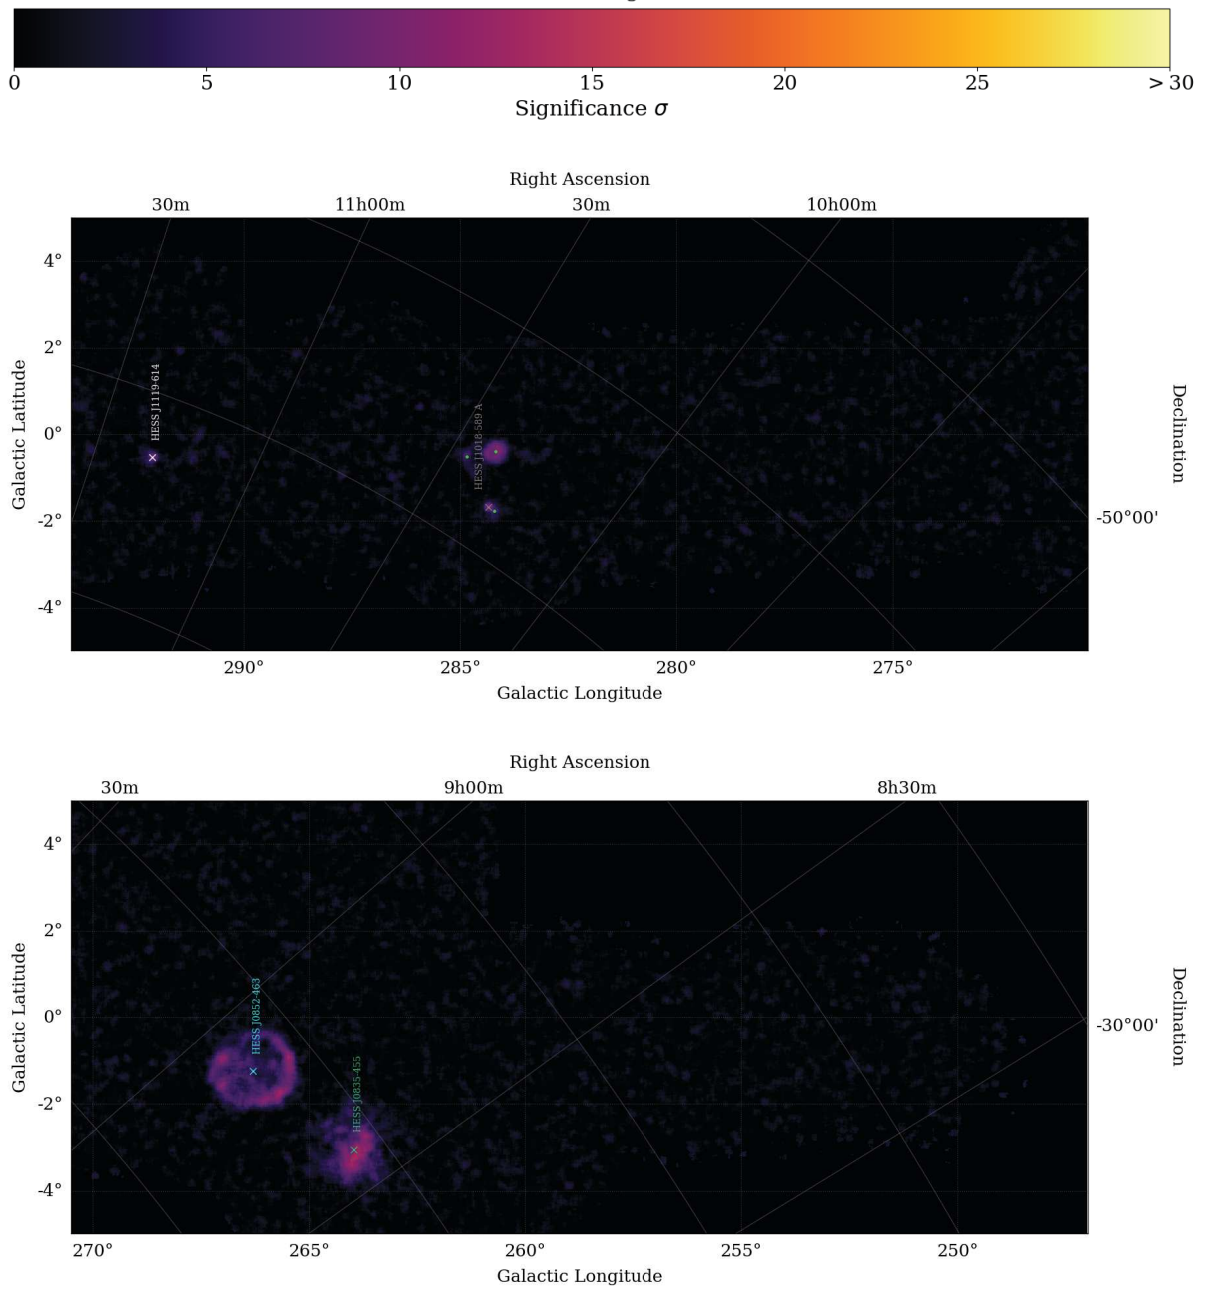 0 5 10 15 20 25 > 30
Significance σ
Right Ascension
30m 11h00m 30m 10h00m
4°
2°
0°
-2°
-4°
Galactic Latitude
HESS J1119-614
HESS J1018-589 A
Declination
-50°00'
290° 285° 280° 275°
Galactic Longitude
Right Ascension
30m 9h00m 8h30m
4°
2°
0°
-2°
-4°
Galactic Latitude
HESS J0852-463
HESS J0835-455
Declination
-30°00'
270° 265° 260° 255° 250°
Galactic Longitude